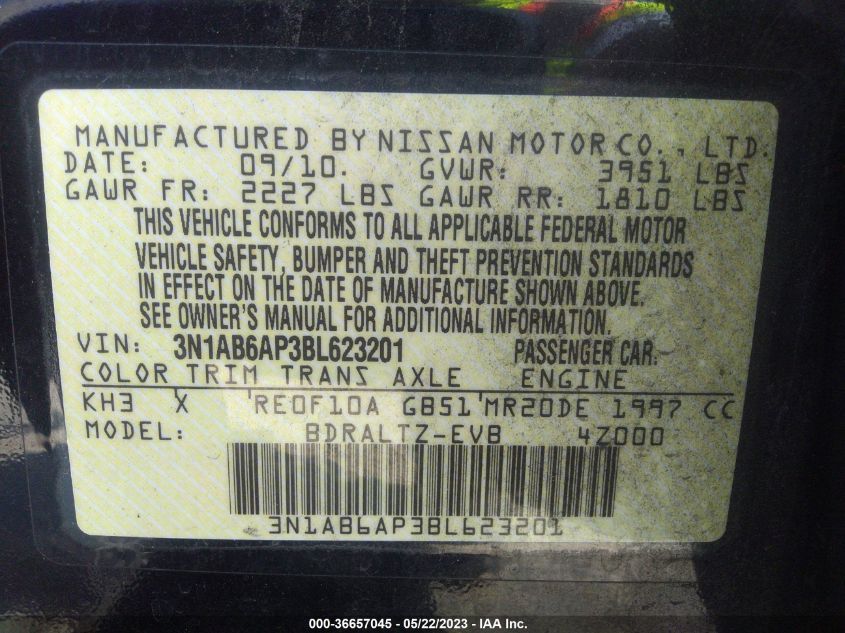 MANUFACTURED BY NISSAN MOTOR CO., LTD.
DATE: 09/10. GVWR: 3951 LBS
GAWR FR: 2227 LBS GAWR RR: 1810 LBS
THIS VEHICLE CONFORMS TO ALL APPLICABLE FEDERAL MOTOR
VEHICLE SAFETY, BUMPER AND THEFT PREVENTION STANDARDS
IN EFFECT ON THE DATE OF MANUFACTURE SHOWN ABOVE.
SEE OWNER'S MANUAL FOR ADDITIONAL INFORMATION.
VIN: 3N1AB6AP3BL623201 PASSENGER CAR
COLOR TRIM TRANS AXLE ENGINE
KH3 X RE0F10A GB51 MR20DE 1997 CC
MODEL: BDRALTZ-EVB 4Z000
3N1AB6AP3BL623201
000-36657045 - 05/22/2023 - IAA Inc.